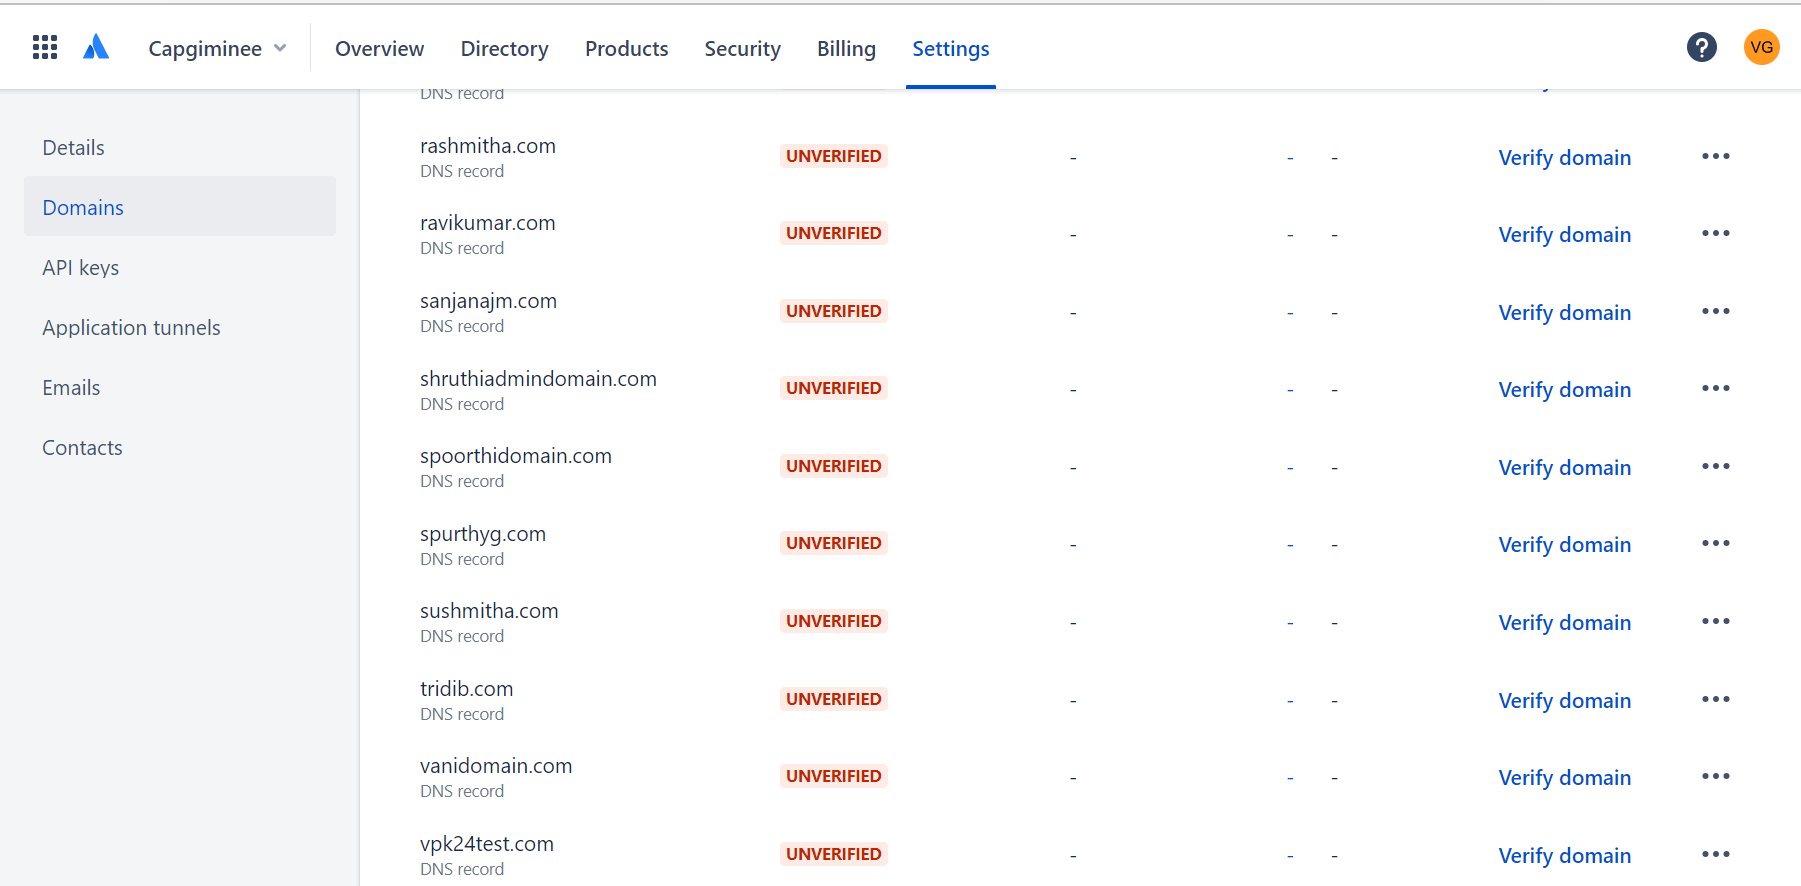 Capgiminee Overview Directory Products Security Billing Settings ? VG
Details
Domains
API keys
Application tunnels
Emails
Contacts
DNS record
rashmitha.com UNVERIFIED - - - Verify domain
DNS record
ravikumar.com UNVERIFIED - - - Verify domain
DNS record
sanjanajm.com UNVERIFIED - - - Verify domain
DNS record
shruthiadmindomain.com UNVERIFIED - - - Verify domain
DNS record
spoorthidomain.com UNVERIFIED - - - Verify domain
DNS record
spurthyg.com UNVERIFIED - - - Verify domain
DNS record
sushmitha.com UNVERIFIED - - - Verify domain
DNS record
tridib.com UNVERIFIED - - - Verify domain
DNS record
vanidomain.com UNVERIFIED - - - Verify domain
DNS record
vpk24test.com UNVERIFIED - - - Verify domain
DNS record